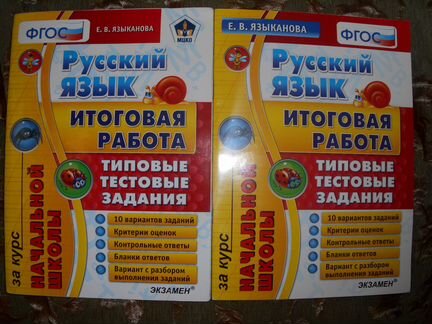 ФГОС
Е. В. ЯЗЫКАНОВА
МЦКО
Русский
ЯЗЫК
ИТОГОВАЯ
РАБОТА
ТИПОВЫЕ
ТЕСТОВЫЕ
ЗАДАНИЯ
за курс
НАЧАЛЬНОЙ
ШКОЛЫ
10 вариантов заданий
Критерии оценок
Контрольные ответы
Бланки ответов
Вариант с разбором
выполнения заданий
ЭКЗАМЕН®
Е. В. ЯЗЫКАНОВА
ФГОС
Русский
ЯЗЫК
ИТОГОВАЯ
РАБОТА
ТИПОВЫЕ
ТЕСТОВЫЕ
ЗАДАНИЯ
за курс
НАЧАЛЬНОЙ
ШКОЛЫ
10 вариантов заданий
Критерии оценок
Контрольные ответы
Бланки ответов
Вариант с разбором
выполнения заданий
ЭКЗАМЕН®